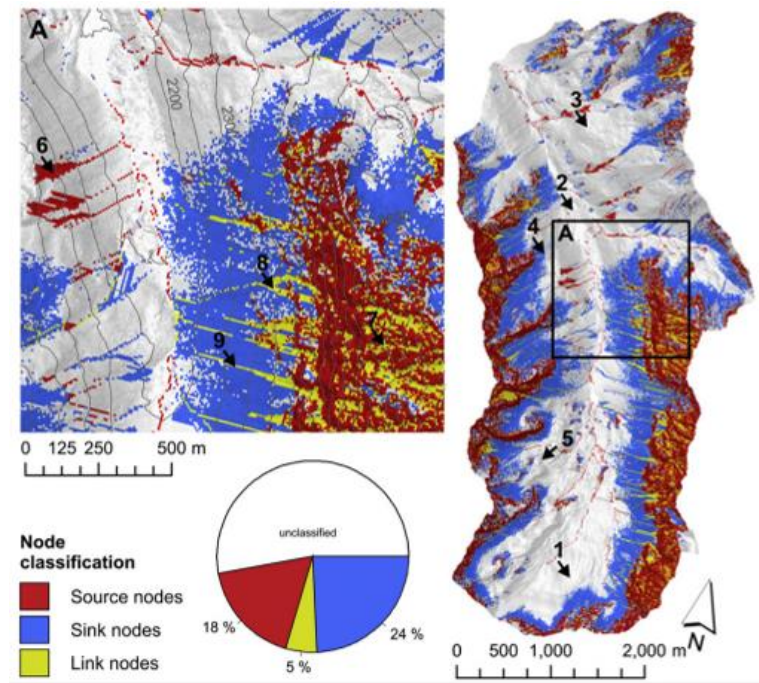 A
2200
6
8
7
9
0 125 250 500 m
3
2
4
A
5
1
N
0 500 1,000 2,000 m
Node
classification
Source nodes
Sink nodes
Link nodes
unclassified
18 %
5 %
24 %